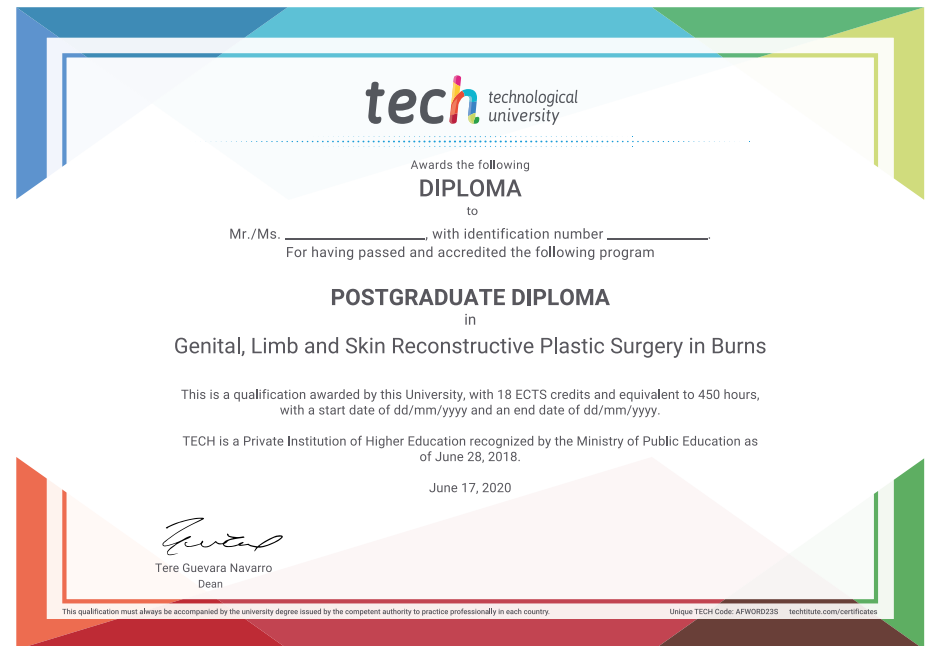 tech technological
university
Awards the following
DIPLOMA
to
Mr./Ms. ____________________, with identification number ______________.
For having passed and accredited the following program
POSTGRADUATE DIPLOMA
in
Genital, Limb and Skin Reconstructive Plastic Surgery in Burns
This is a qualification awarded by this University, with 18 ECTS credits and equivalent to 450 hours,
with a start date of dd/mm/yyyy and an end date of dd/mm/yyyy.
TECH is a Private Institution of Higher Education recognized by the Ministry of Public Education as
of June 28, 2018.
June 17, 2020
Tere Guevara Navarro
Dean
This qualification must always be accompanied by the university degree issued by the competent authority to practice professionally in each country.
Unique TECH Code: AFWORD23S techtitute.com/certificates